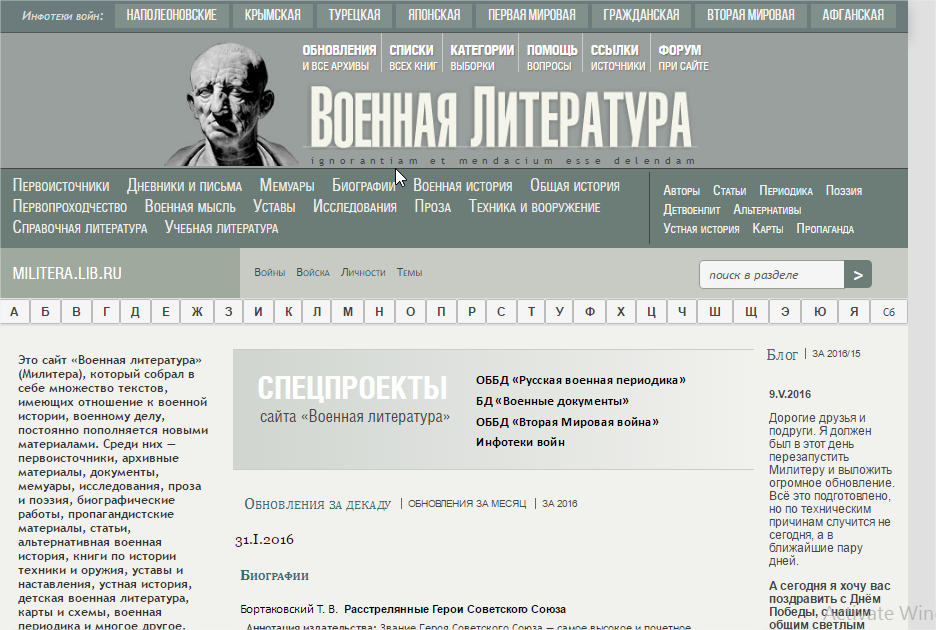 Инфотеки войн: НАПОЛЕОНОВСКИЕ КРЫМСКАЯ ТУРЕЦКАЯ ЯПОНСКАЯ ПЕРВАЯ МИРОВАЯ ГРАЖДАНСКАЯ ВТОРАЯ МИРОВАЯ АФГАНСКАЯ
ОБНОВЛЕНИЯ СПИСКИ КАТЕГОРИИ ПОМОЩЬ ССЫЛКИ ФОРУМ
И ВСЕ АРХИВЫ ВСЕХ КНИГ ВЫБОРКИ ВОПРОСЫ ИСТОЧНИКИ ПРИ САЙТЕ
Военная Литература
ignorantiam et mendacium esse delendam
Первоисточники Дневники и письма Мемуары Биографии Военная история Общая история
Первопроходчество Военная мысль Уставы Исследования Проза Техника и вооружение
Справочная литература Учебная литература
Авторы Статьи Периодика Поэзия
Детвоенлит Альтернативы
Устная история Карты Пропаганда
MILITERA.LIB.RU
Войны Войска Личности Темы
поиск в разделе >
А Б В Г Д Е Ж З И К Л М Н О П Р С Т У Ф Х Ц Ч Ш Щ Э Ю Я Сб
Это сайт «Военная литература»
(Милитера), который собрал в
себе множество текстов,
имеющих отношение к военной
истории, военному делу,
постоянно пополняется новыми
материалами. Среди них —
первоисточники, архивные
материалы, документы,
мемуары, исследования, проза
и поэзия, биографические
работы, пропагандистские
материалы, статьи,
альтернативная военная
история, книги по истории
техники и оружия, уставы и
наставления, устная история,
детская военная литература,
карты и схемы, военная
периодика и многое другое.
СПЕЦПРОЕКТЫ
сайта «Военная литература»
ОББД «Русская военная периодика»
БД «Военные документы»
ОББД «Вторая Мировая война»
Инфотеки войн
Обновления за декаду | ОБНОВЛЕНИЯ ЗА МЕСЯЦ | ЗА 2016
31.I.2016
Биографии
Бортаковский Т. В. Расстрелянные Герои Советского Союза
Аннотация издательства: Звание Героя Советского Союза — самое высокое и почетное
Блог | ЗА 2016/15
9.V.2016
Дорогие друзья и
подруги. Я должен
был в этот день
перезапустить
Милитеру и выложить
огромное обновление.
Всё это подготовлено,
но по техническим
причинам случится не
сегодня, а в
ближайшие пару
дней.
А сегодня я хочу вас
поздравить с Днём
Победы, с нашим
общим светлым
Activate Win